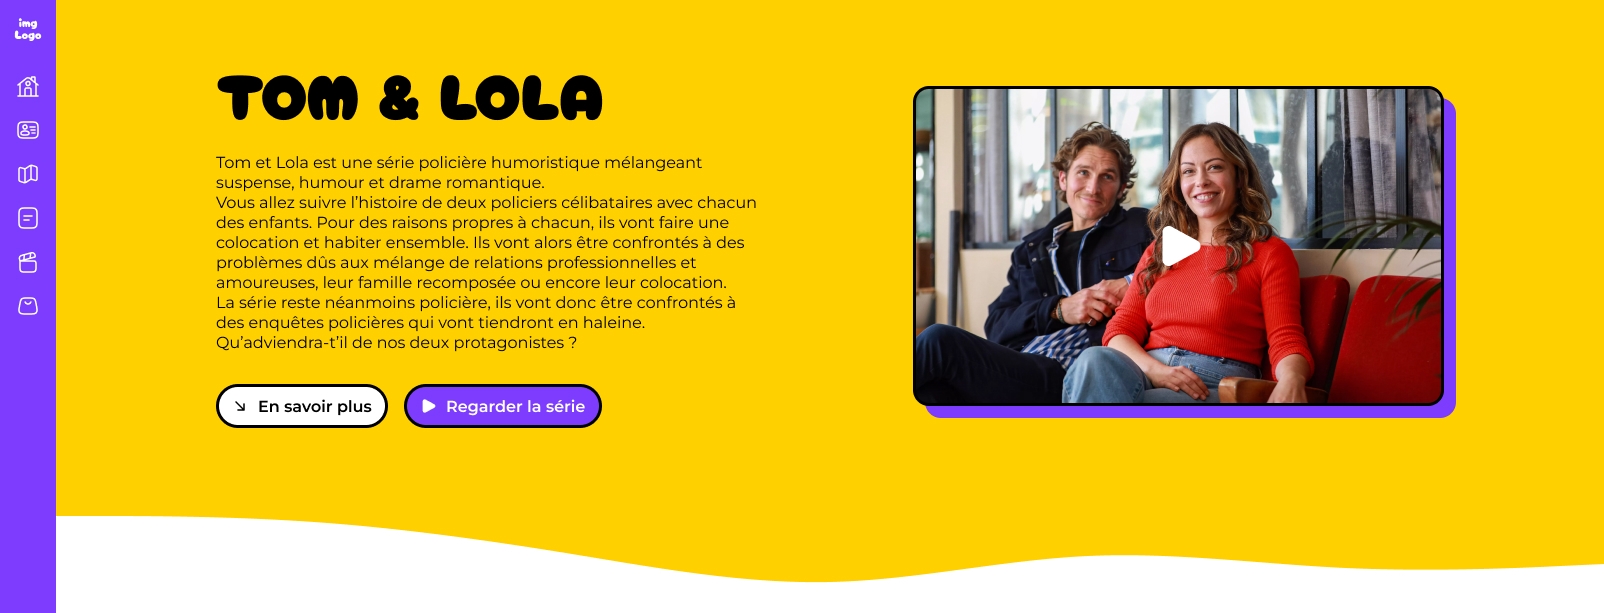 img
Logo
TOM & LOLA
Tom et Lola est une série policière humoristique mélangeant
suspense, humour et drame romantique.
Vous allez suivre l’histoire de deux policiers célibataires avec chacun
des enfants. Pour des raisons propres à chacun, ils vont faire une
colocation et habiter ensemble. Ils vont alors être confrontés à des
problèmes dûs aux mélange de relations professionnelles et
amoureuses, leur famille recomposée ou encore leur colocation.
La série reste néanmoins policière, ils vont donc être confrontés à
des enquêtes policières qui vont tiendront en haleine.
Qu’adviendra-t’il de nos deux protagonistes ?
En savoir plus
Regarder la série